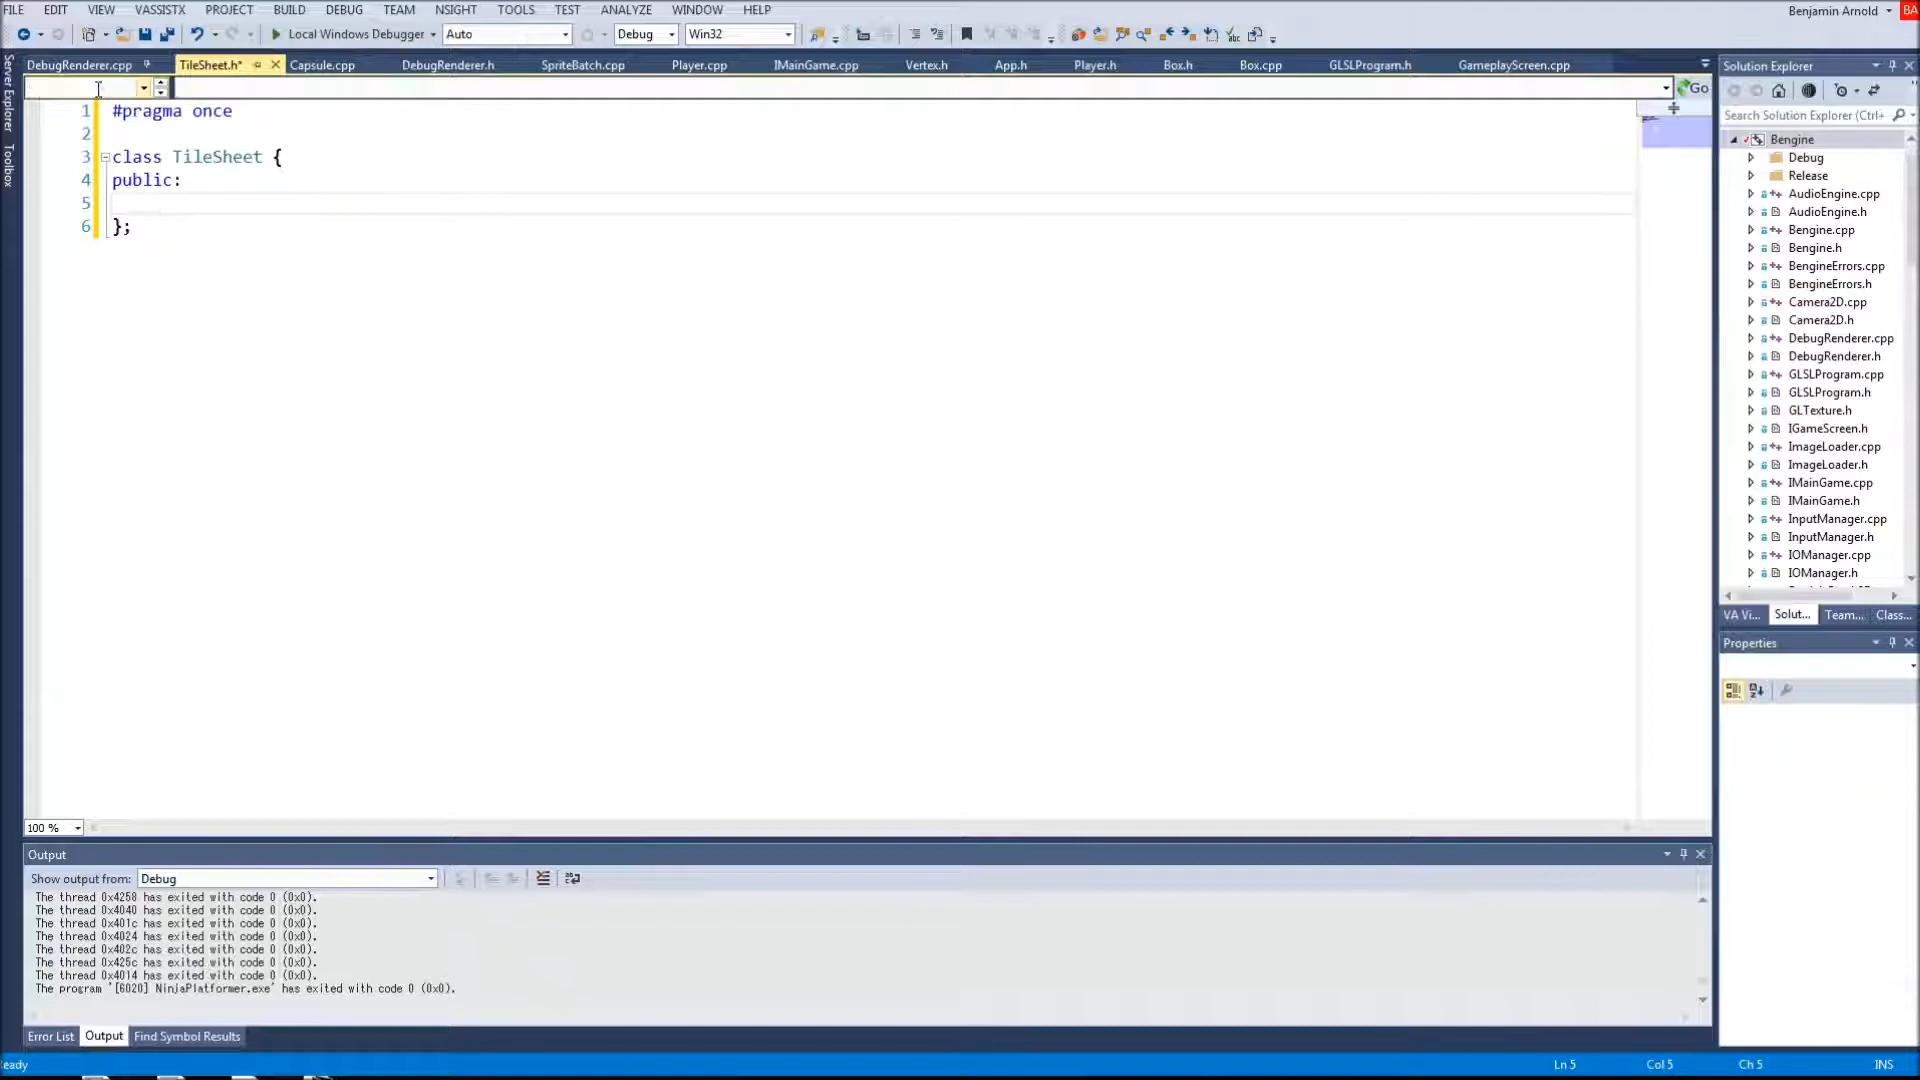 FILE EDIT VIEW VASSISTX PROJECT BUILD DEBUG TEAM NSIGHT TOOLS TEST ANALYZE WINDOW HELP
Benjamin Arnold BA
Local Windows Debugger Auto Debug Win32
DebugRenderer.cpp TileSheet.h* Capsule.cpp DebugRenderer.h SpriteBatch.cpp Player.cpp IMainGame.cpp Vertex.h App.h Player.h Box.h Box.cpp GLSLProgram.h GameplayScreen.cpp
Go
Server Explorer
Toolbox
1 #pragma once
2
3 class TileSheet {
4 public:
5
6 };
100 %
Output
Show output from: Debug
The thread 0x4258 has exited with code 0 (0x0).
The thread 0x4040 has exited with code 0 (0x0).
The thread 0x401c has exited with code 0 (0x0).
The thread 0x4024 has exited with code 0 (0x0).
The thread 0x402c has exited with code 0 (0x0).
The thread 0x425c has exited with code 0 (0x0).
The thread 0x4014 has exited with code 0 (0x0).
The program '[6020] NinjaPlatformer.exe' has exited with code 0 (0x0).
Error List Output Find Symbol Results
eady Ln 5 Col 5 Ch 5 INS
Solution Explorer
Search Solution Explorer (Ctrl+
Bengine
Debug
Release
AudioEngine.cpp
AudioEngine.h
Bengine.cpp
Bengine.h
BengineErrors.cpp
BengineErrors.h
Camera2D.cpp
Camera2D.h
DebugRenderer.cpp
DebugRenderer.h
GLSLProgram.cpp
GLSLProgram.h
GLTexture.h
IGameScreen.h
ImageLoader.cpp
ImageLoader.h
IMainGame.cpp
IMainGame.h
InputManager.cpp
InputManager.h
IOManager.cpp
IOManager.h
VA Vi... Solut... Team... Class...
Properties